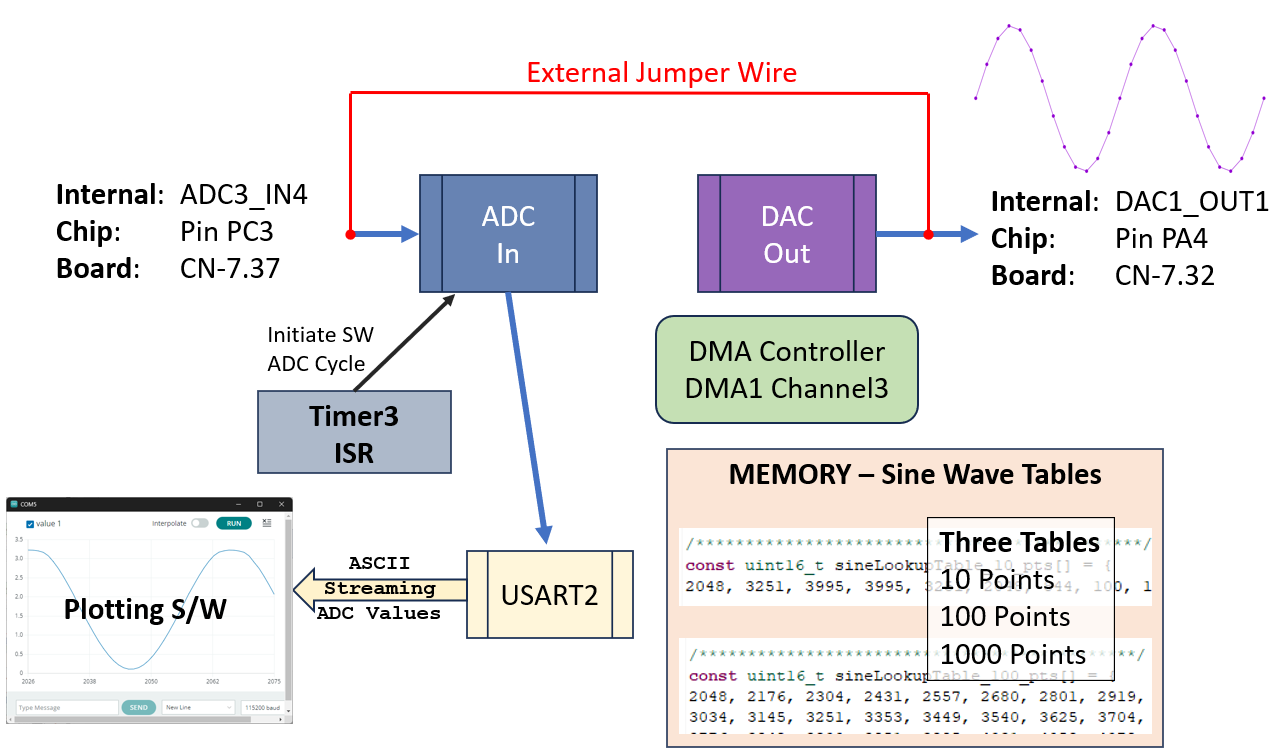 External Jumper Wire
Internal: ADC3_IN4
Chip: Pin PC3
Board: CN-7.37
ADC
In
DAC
Out
Internal: DAC1_OUT1
Chip: Pin PA4
Board: CN-7.32
Initiate SW
ADC Cycle
Timer3
ISR
DMA Controller
DMA1 Channel3
MEMORY – Sine Wave Tables
const uint16_t sineLookupTable_10_pts[] = {
2048, 3251, 3995, 3995, 100, 1
Three Tables
10 Points
100 Points
1000 Points
const uint16_t sineLookupTable_100_pts[] = {
2048, 2176, 2304, 2431, 2557, 2680, 2801, 2919,
3034, 3145, 3251, 3353, 3449, 3540, 3625, 3704,
USART2
ASCII
Streaming
ADC Values
COM5
value 1
Interpolate
RUN
3.5
3.0
2.5
2.0
1.5
1.0
0.5
0
2026 2038 2050 2062 2075
Plotting S/W
Type Message
SEND
New Line
115200 baud